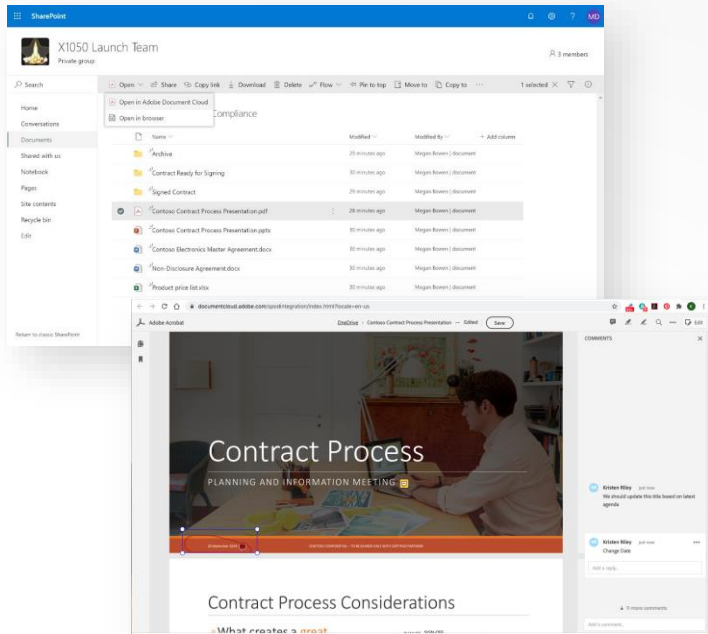 SharePoint
?
MD
X1050 Launch Team
Private group
3 members
Search
Open
Share
Copy link
Download
Delete
Flow
Pin to top
Move to
Copy to
...
1 selected
Open in Adobe Document Cloud
Open in browser
Compliance
Home
Conversations
Documents
Shared with us
Notebook
Pages
Site contents
Recycle bin
Edit
Return to classic SharePoint
Name
Modified
Modified By
+ Add column
Archive
29 minutes ago
Megan Bowen | document
Contract Ready for Signing
30 minutes ago
Megan Bowen | document
Signed Contract
29 minutes ago
Megan Bowen | document
Contoso Contract Process Presentation.pdf
28 minutes ago
Megan Bowen | document
Contoso Contract Process Presentation.pptx
30 minutes ago
Megan Bowen | document
Contoso Electronics Master Agreement.docx
30 minutes ago
Megan Bowen | document
Non-Disclosure Agreement.docx
30 minutes ago
Megan Bowen | document
Product price list.xlsx
30 minutes ago
Megan Bowen | document
Adobe Acrobat
OneDrive
Contoso Contract Process Presentation — Edited
Save
Edit
Contract Process
PLANNING AND INFORMATION MEETING
Contract Process Considerations
What creates a great
COMMENTS
Kristen Riley
just now
We should update this title based on latest
agenda
Kristen Riley
just now
Change Date
Add a reply...
11 more comments
Add a comment...